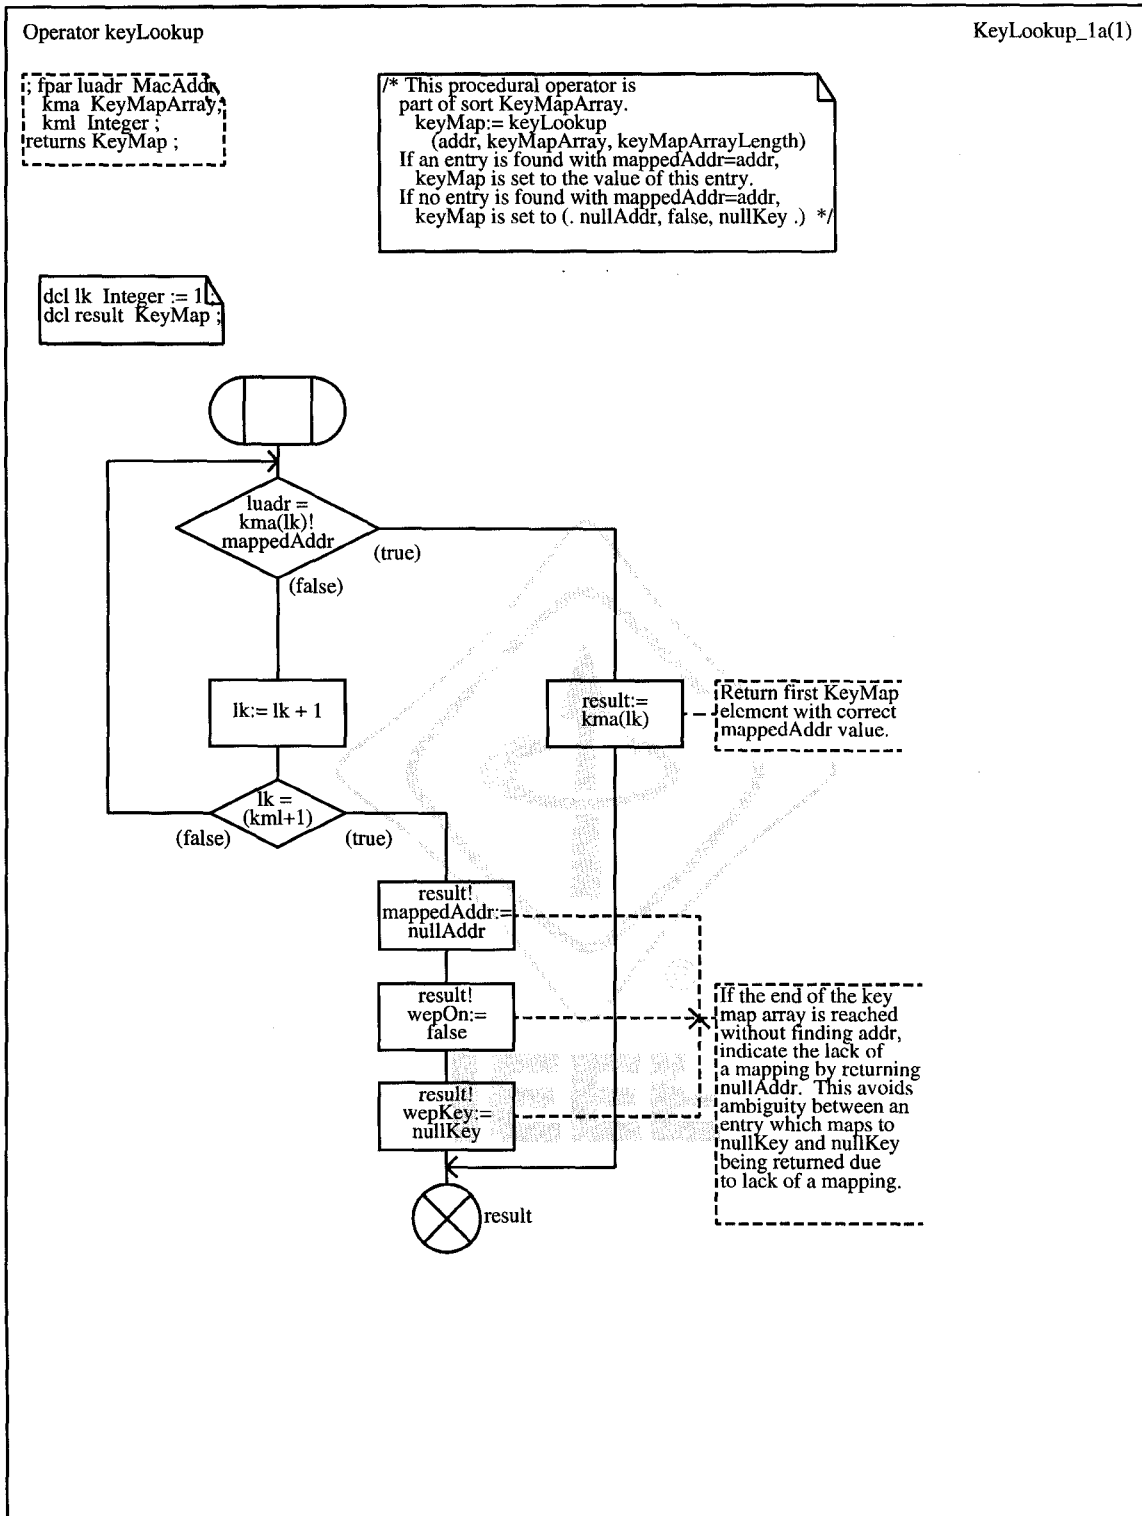 Operator keyLookup
KeyLookup_1a(1)
; fpar luadr MacAddr,
kma KeyMapArray,
kml Integer ;
returns KeyMap ;
/* This procedural operator is
part of sort KeyMapArray.
keyMap:= keyLookup
(addr, keyMapArray, keyMapArrayLength)
If an entry is found with mappedAddr=addr,
keyMap is set to the value of this entry.
If no entry is found with mappedAddr=addr,
keyMap is set to (. nullAddr, false, nullKey .) */
dcl lk Integer := 1 ;
dcl result KeyMap ;
luadr =
kma(lk)!
mappedAddr
(true)
(false)
lk:= lk + 1
result:=
kma(lk)
Return first KeyMap
element with correct
mappedAddr value.
lk =
(kml+1)
(false)
(true)
result!
mappedAddr:=
nullAddr
result!
wepOn:=
false
result!
wepKey:=
nullKey
If the end of the key
map array is reached
without finding addr,
indicate the lack of
a mapping by returning
nullAddr. This avoids
ambiguity between an
entry which maps to
nullKey and nullKey
being returned due
to lack of a mapping.
result